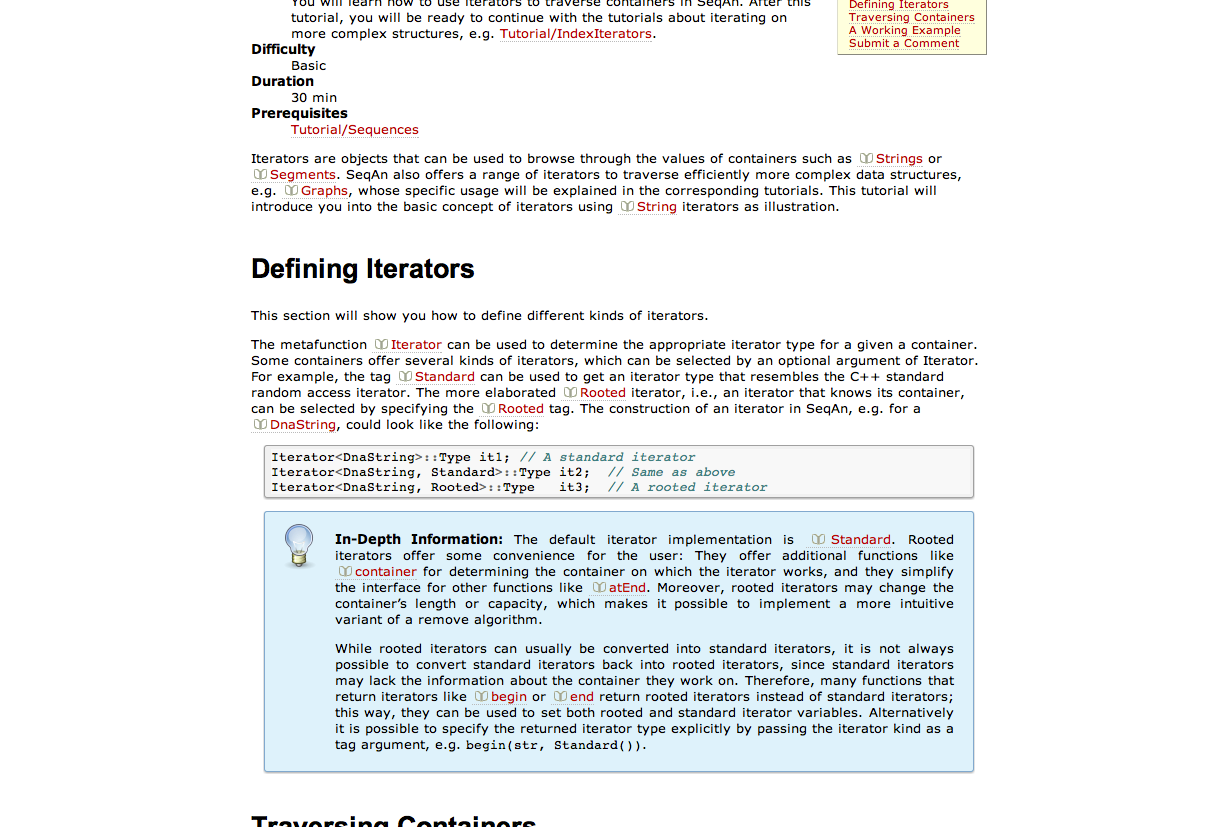 You will learn how to use iterators to traverse containers in SeqAn. After this
tutorial, you will be ready to continue with the tutorials about iterating on
more complex structures, e.g. Tutorial/IndexIterators.
Defining Iterators
Traversing Containers
A Working Example
Submit a Comment
Difficulty
Basic
Duration
30 min
Prerequisites
Tutorial/Sequences
Iterators are objects that can be used to browse through the values of containers such as Strings or
Segments. SeqAn also offers a range of iterators to traverse efficiently more complex data structures,
e.g. Graphs, whose specific usage will be explained in the corresponding tutorials. This tutorial will
introduce you into the basic concept of iterators using String iterators as illustration.
Defining Iterators
This section will show you how to define different kinds of iterators.
The metafunction Iterator can be used to determine the appropriate iterator type for a given a container.
Some containers offer several kinds of iterators, which can be selected by an optional argument of Iterator.
For example, the tag Standard can be used to get an iterator type that resembles the C++ standard
random access iterator. The more elaborated Rooted iterator, i.e., an iterator that knows its container,
can be selected by specifying the Rooted tag. The construction of an iterator in SeqAn, e.g. for a
DnaString, could look like the following:
Iterator<DnaString>::Type it1; // A standard iterator
Iterator<DnaString, Standard>::Type it2;  // Same as above
Iterator<DnaString, Rooted>::Type   it3;  // A rooted iterator
In-Depth Information: The default iterator implementation is Standard. Rooted
iterators offer some convenience for the user: They offer additional functions like
container for determining the container on which the iterator works, and they simplify
the interface for other functions like atEnd. Moreover, rooted iterators may change the
container’s length or capacity, which makes it possible to implement a more intuitive
variant of a remove algorithm.
While rooted iterators can usually be converted into standard iterators, it is not always
possible to convert standard iterators back into rooted iterators, since standard iterators
may lack the information about the container they work on. Therefore, many functions that
return iterators like begin or end return rooted iterators instead of standard iterators;
this way, they can be used to set both rooted and standard iterator variables. Alternatively
it is possible to specify the returned iterator type explicitly by passing the iterator kind as a
tag argument, e.g. begin(str, Standard()).
Traversing Containers